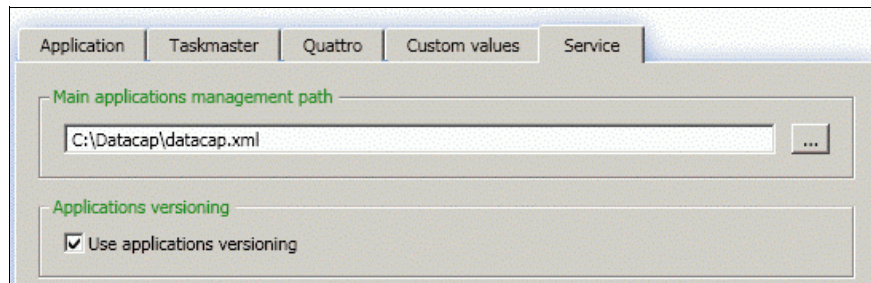 Application Taskmaster Quattro Custom values Service
Main applications management path
C:\Datacap\datacap.xml ...
Applications versioning
Use applications versioning